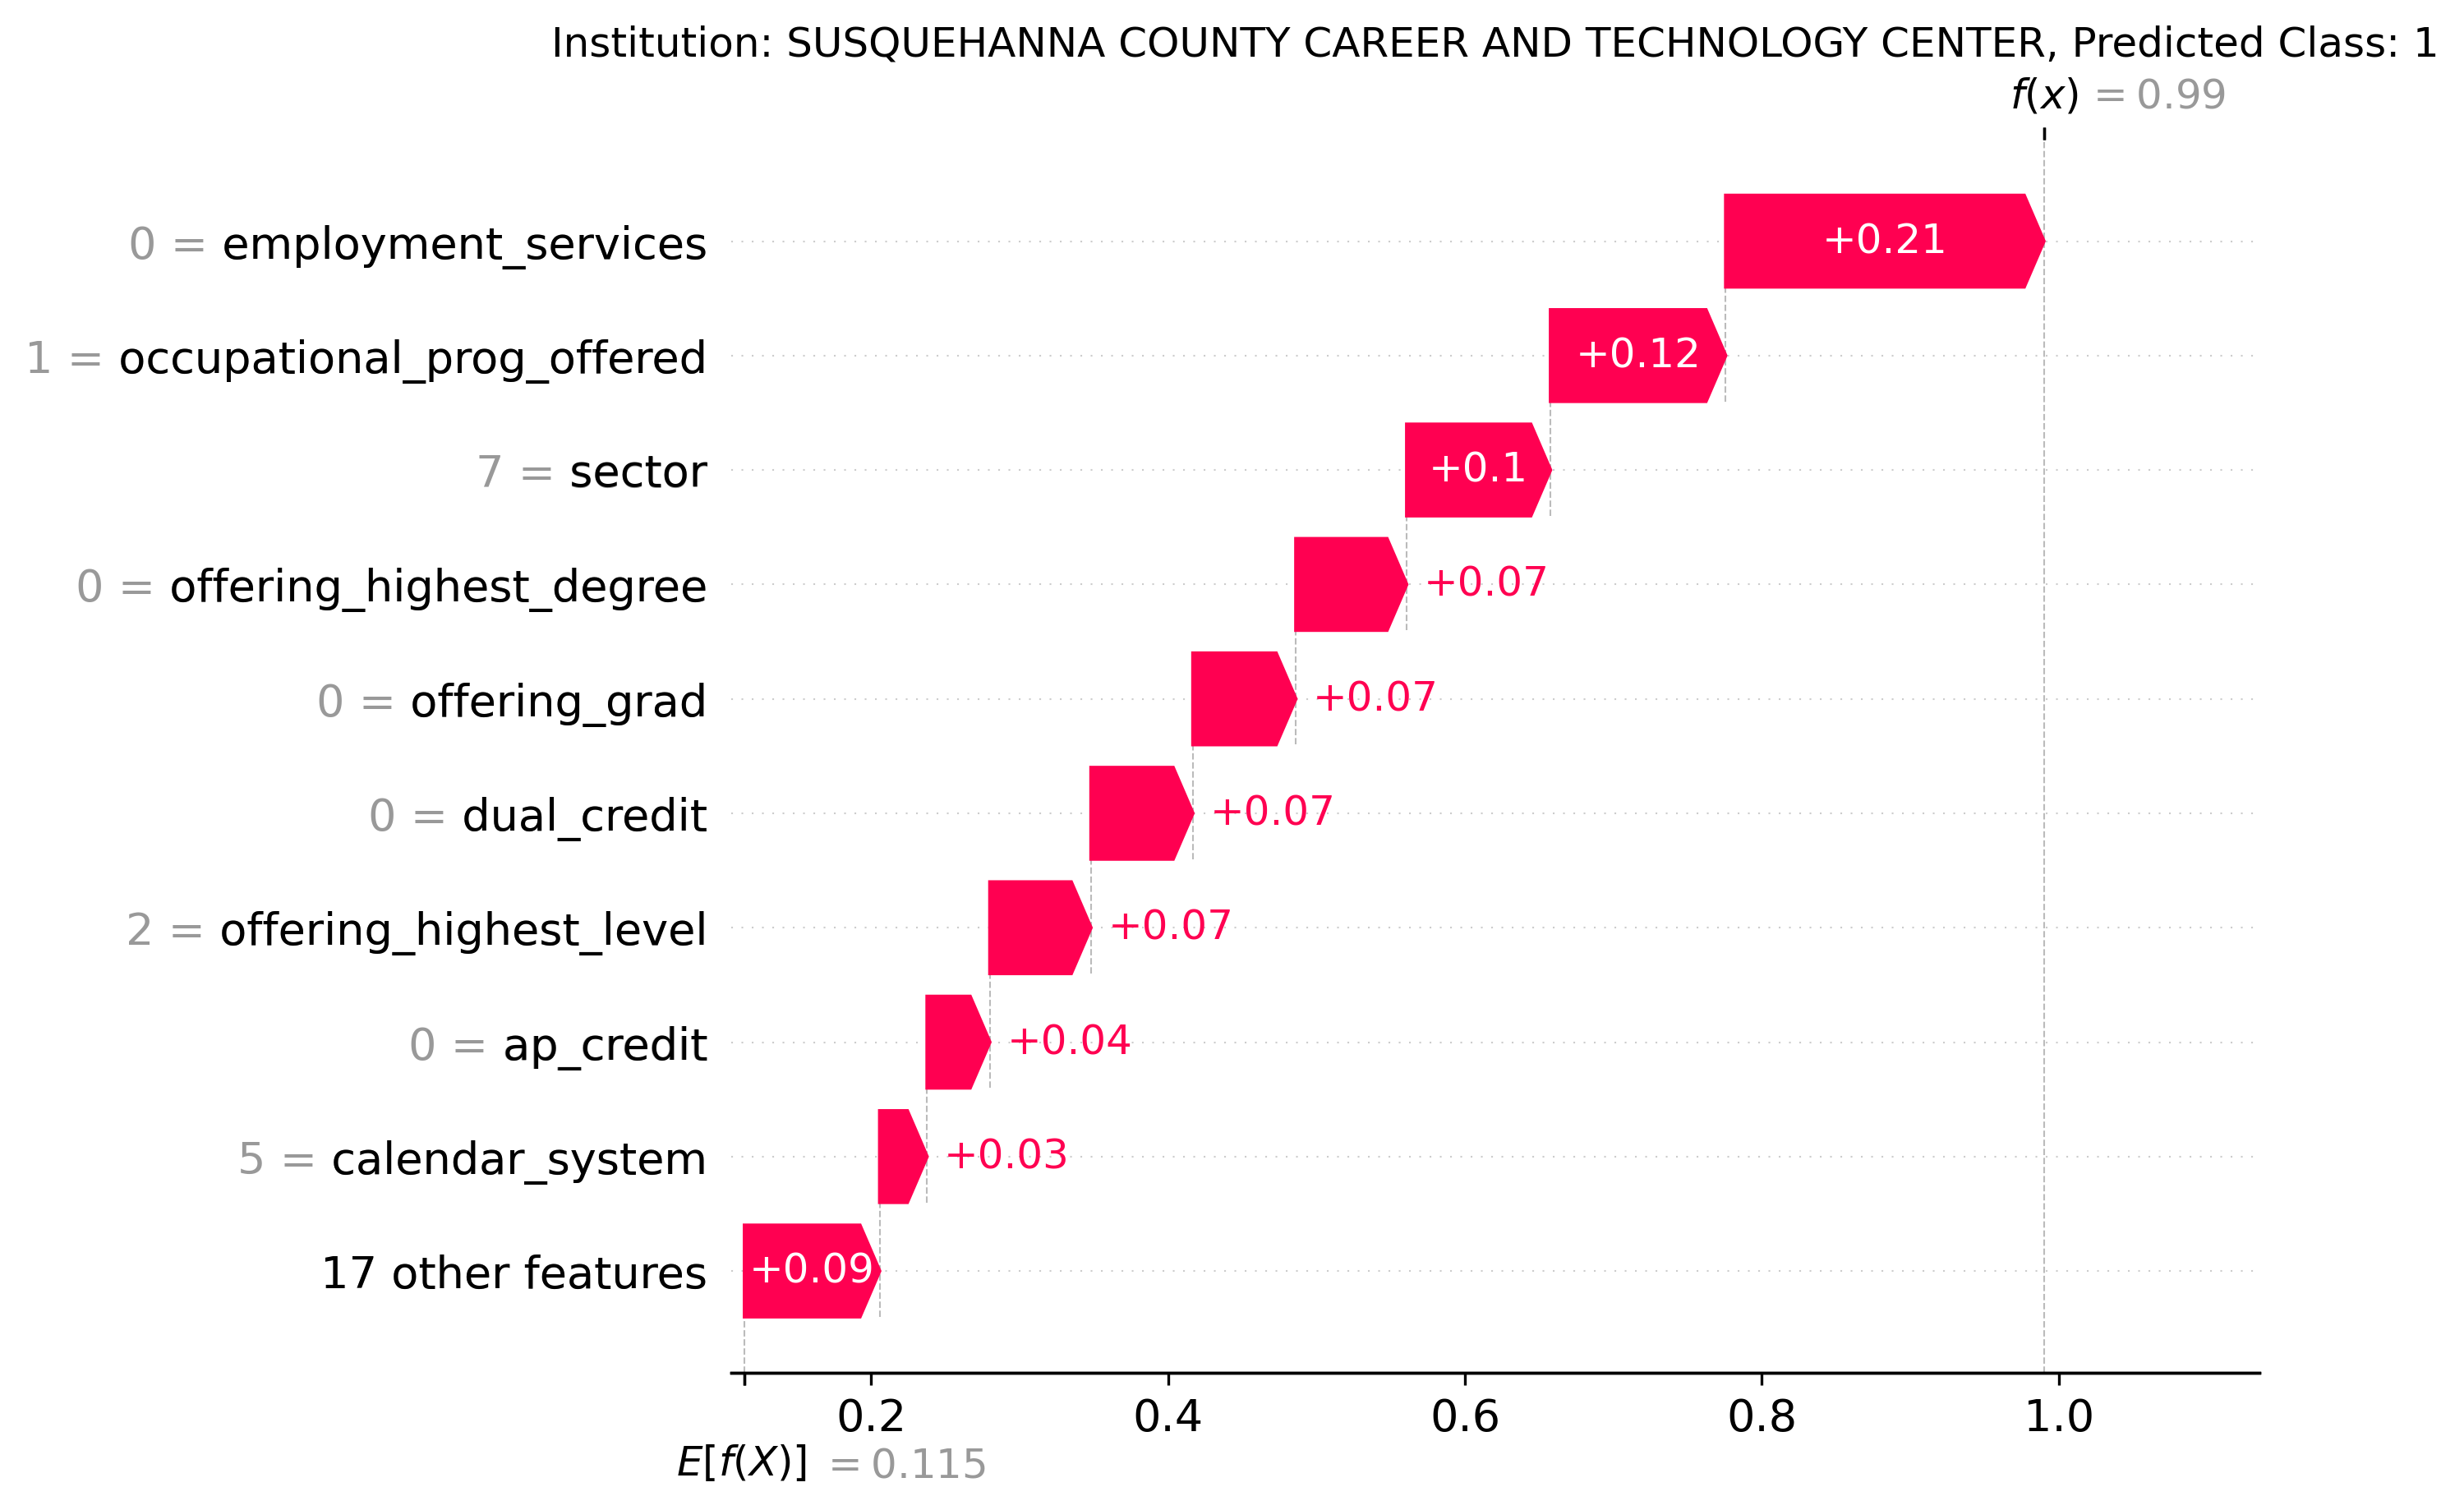 Institution: SUSQUEHANNA COUNTY CAREER AND TECHNOLOGY CENTER, Predicted Class: 1
f(x) = 0.99
0 = employment_services +0.21
1 = occupational_prog_offered +0.12
7 = sector +0.1
0 = offering_highest_degree +0.07
0 = offering_grad +0.07
0 = dual_credit +0.07
2 = offering_highest_level +0.07
0 = ap_credit +0.04
5 = calendar_system +0.03
17 other features +0.09
0.2 0.4 0.6 0.8 1.0
E[f(X)] = 0.115